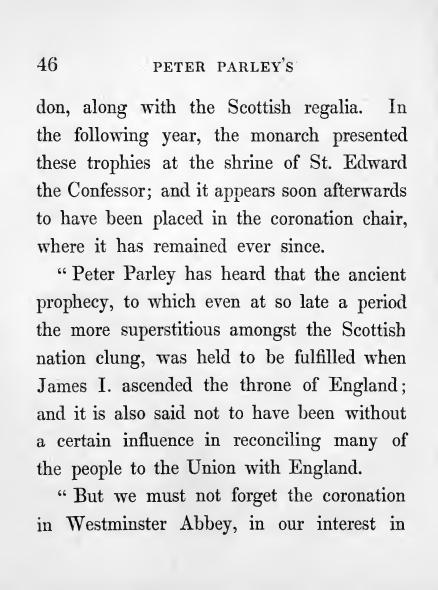 46 PETER PARLEY'S
don, along with the Scottish regalia. In
the following year, the monarch presented
these trophies at the shrine of St. Edward
the Confessor; and it appears soon afterwards
to have been placed in the coronation chair,
where it has remained ever since.
“ Peter Parley has heard that the ancient
prophecy, to which even at so late a period
the more superstitious amongst the Scottish
nation clung, was held to be fulfilled when
James I. ascended the throne of England;
and it is also said not to have been without
a certain influence in reconciling many of
the people to the Union with England.
“ But we must not forget the coronation
in Westminster Abbey, in our interest in